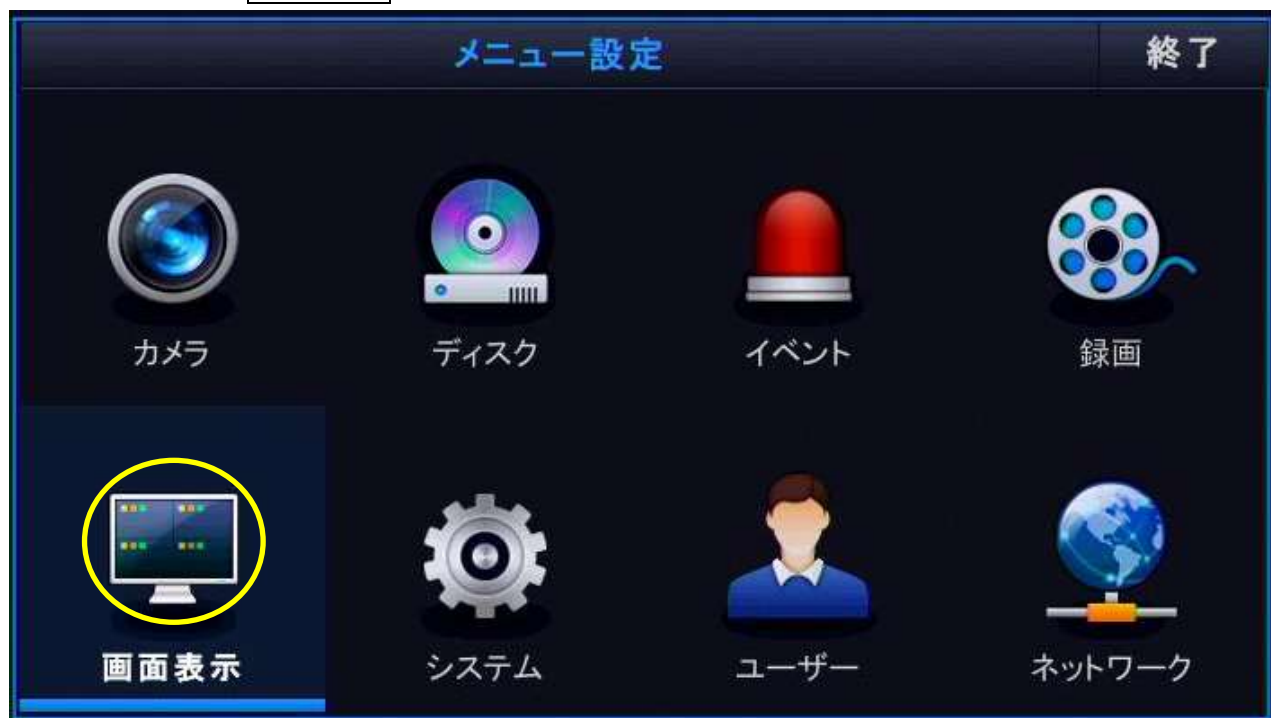 メニュー設定 終了
カメラ ディスク イベント 録画
画面表示 システム ユーザー ネットワーク